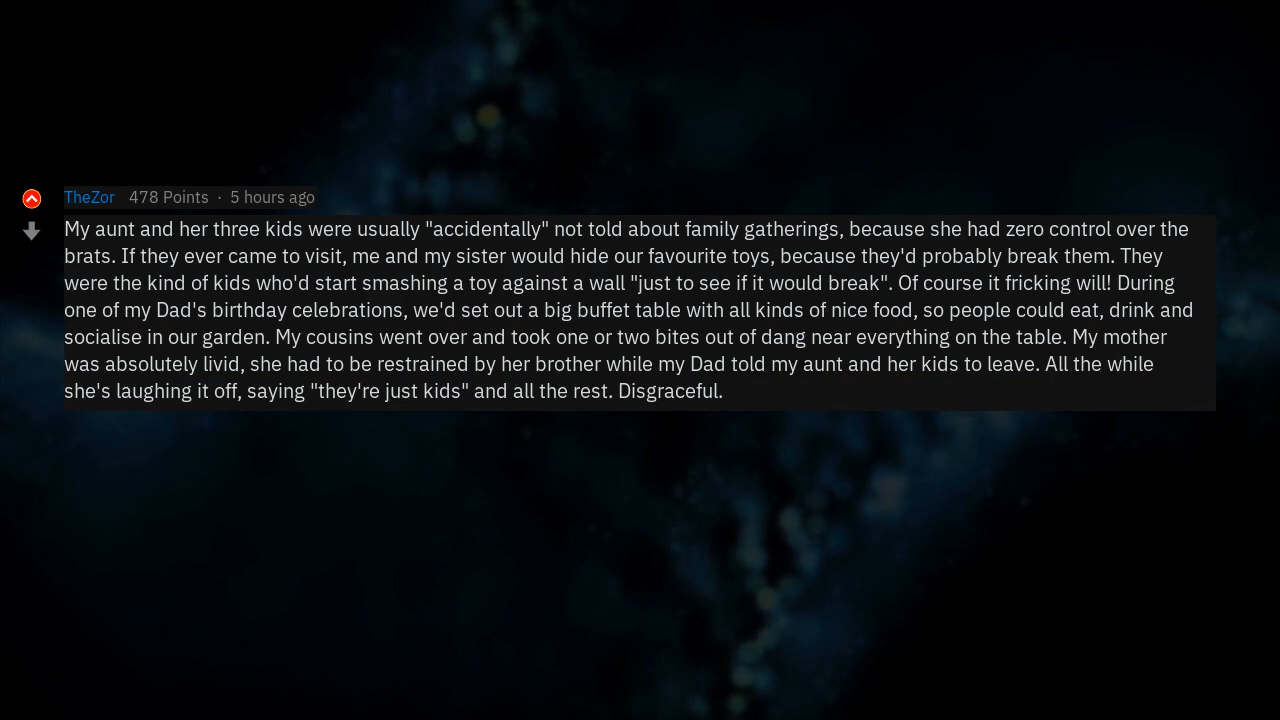 TheZor 478 Points · 5 hours ago
My aunt and her three kids were usually "accidentally" not told about family gatherings, because she had zero control over the
brats. If they ever came to visit, me and my sister would hide our favourite toys, because they'd probably break them. They
were the kind of kids who'd start smashing a toy against a wall "just to see if it would break". Of course it fricking will! During
one of my Dad's birthday celebrations, we'd set out a big buffet table with all kinds of nice food, so people could eat, drink and
socialise in our garden. My cousins went over and took one or two bites out of dang near everything on the table. My mother
was absolutely livid, she had to be restrained by her brother while my Dad told my aunt and her kids to leave. All the while
she's laughing it off, saying "they're just kids" and all the rest. Disgraceful.